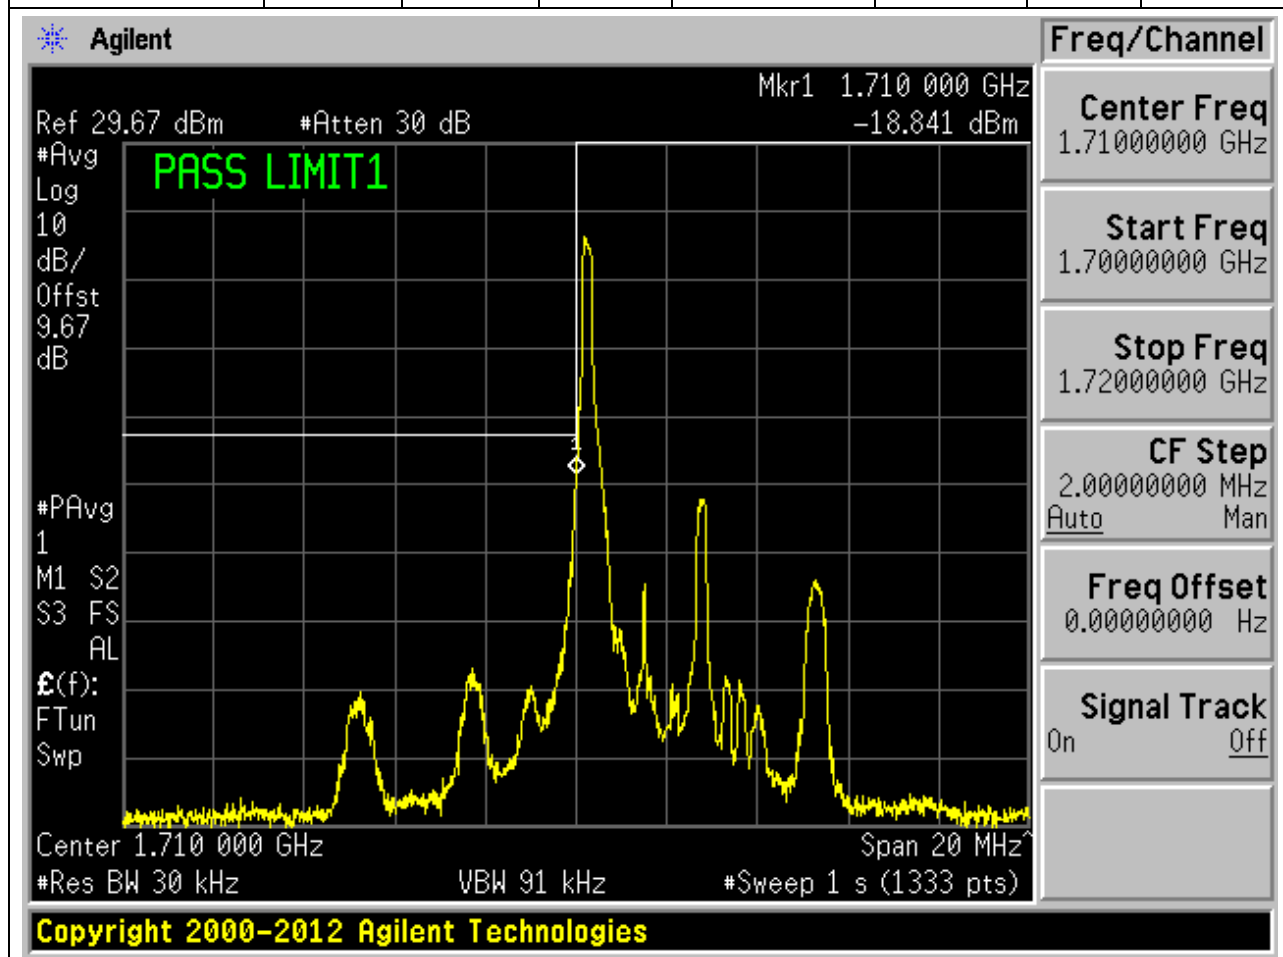 Agilent
Freq/Channel
Mkr1 1.710 000 GHz
Ref 29.67 dBm #Atten 30 dB -18.841 dBm
#Avg
Log
10
dB/
Offst
9.67
dB
PASS LIMIT1
1
#PAvg
1
M1 S2
S3 FS
AL
£(f):
FTun
Swp
Center 1.710 000 GHz Span 20 MHz^
#Res BW 30 kHz VBW 91 kHz #Sweep 1 s (1333 pts)
Center Freq
1.71000000 GHz
Start Freq
1.70000000 GHz
Stop Freq
1.72000000 GHz
CF Step
2.00000000 MHz
Auto Man
Freq Offset
0.00000000 Hz
Signal Track
On Off
Copyright 2000-2012 Agilent Technologies